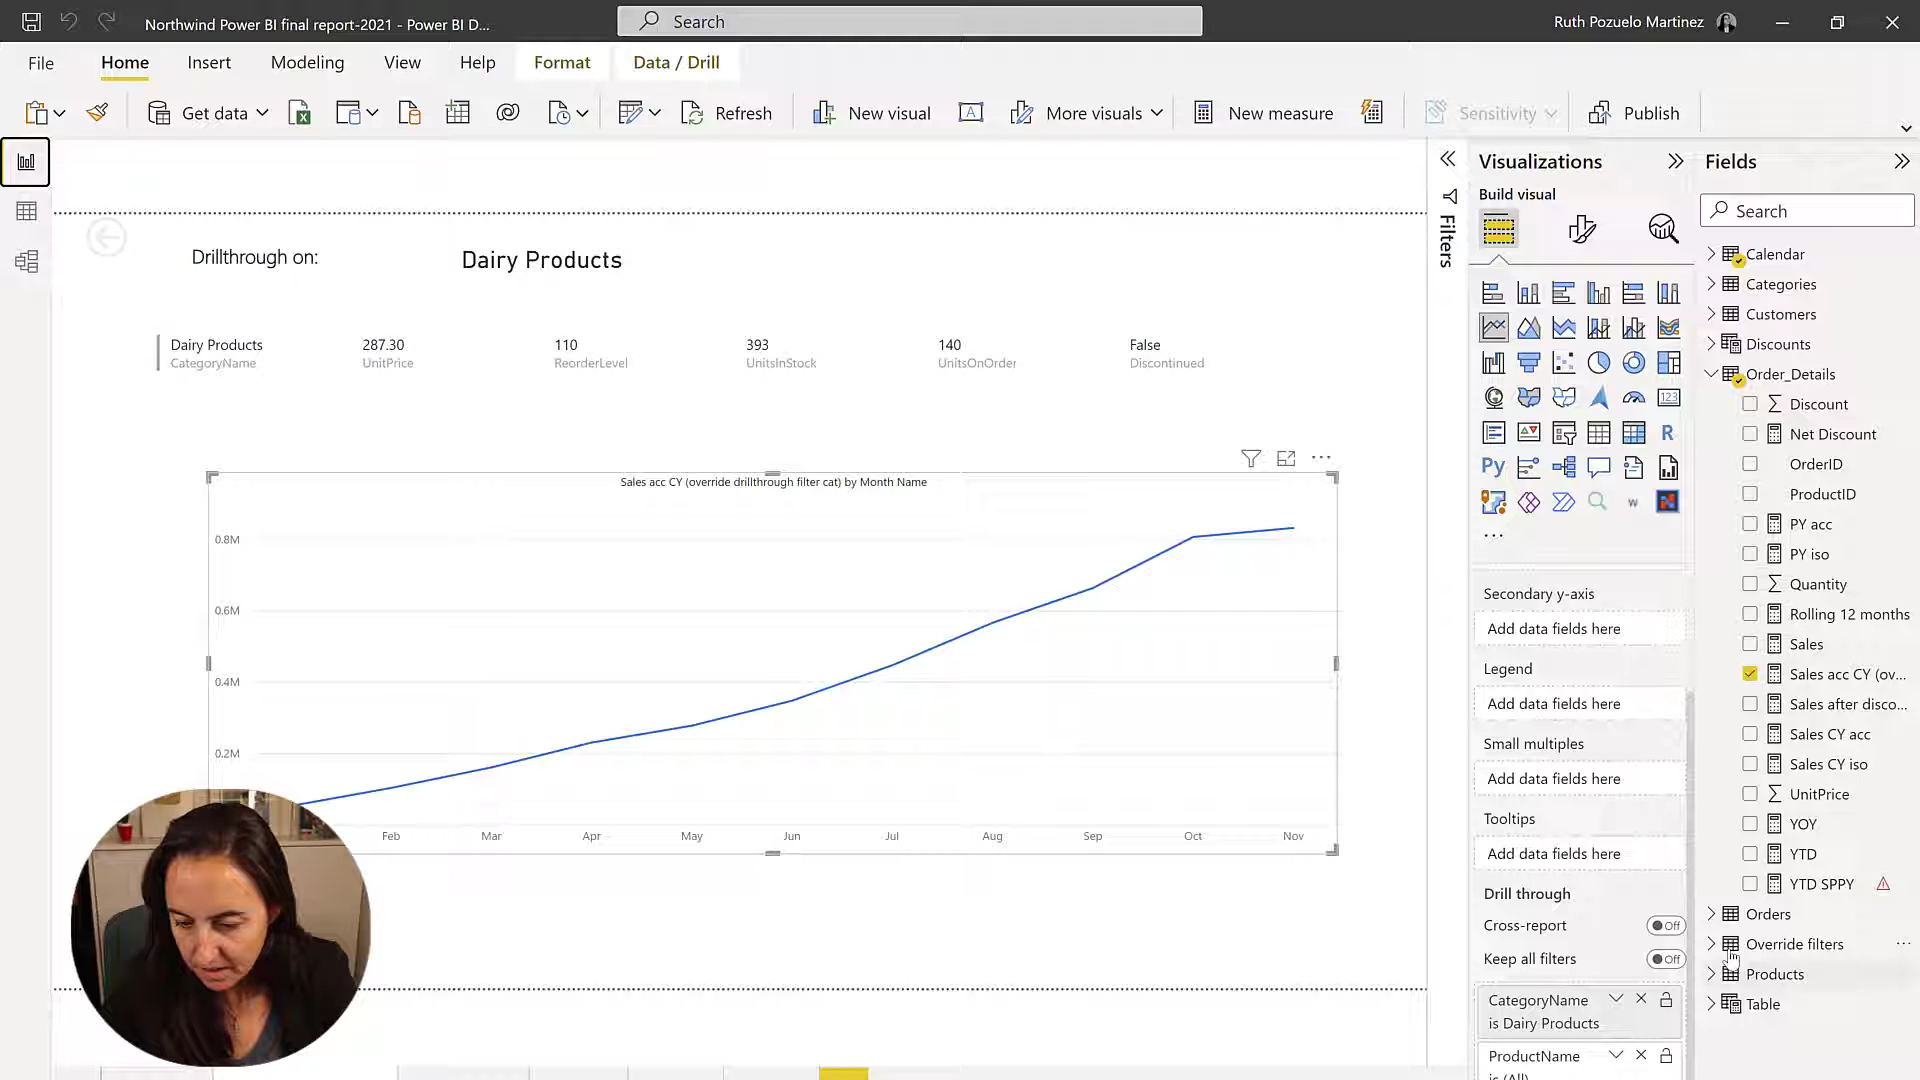 Northwind Power BI final report-2021 - Power BI D...
Search
Ruth Pozuelo Martinez
File
Home
Insert
Modeling
View
Help
Format
Data / Drill
Get data
Refresh
New visual
More visuals
New measure
Sensitivity
Publish
Drillthrough on:
Dairy Products
Dairy Products
287.30
110
393
140
False
CategoryName
UnitPrice
ReorderLevel
UnitsInStock
UnitsOnOrder
Discontinued
Sales acc CY (override drillthrough filter cat) by Month Name
0.8M
0.6M
0.4M
0.2M
Feb
Mar
Apr
May
Jun
Jul
Aug
Sep
Oct
Nov
Filters
Visualizations
Build visual
123
R
Py
Secondary y-axis
Add data fields here
Legend
Add data fields here
Small multiples
Add data fields here
Tooltips
Add data fields here
Drill through
Cross-report
Off
Keep all filters
Off
CategoryName
is Dairy Products
ProductName
is (All)
Fields
Search
Calendar
Categories
Customers
Discounts
Order_Details
Discount
Net Discount
OrderID
ProductID
PY acc
PY iso
Quantity
Rolling 12 months
Sales
Sales acc CY (ov...
Sales after disco...
Sales CY acc
Sales CY iso
UnitPrice
YOY
YTD
YTD SPPY
Orders
Override filters
Products
Table